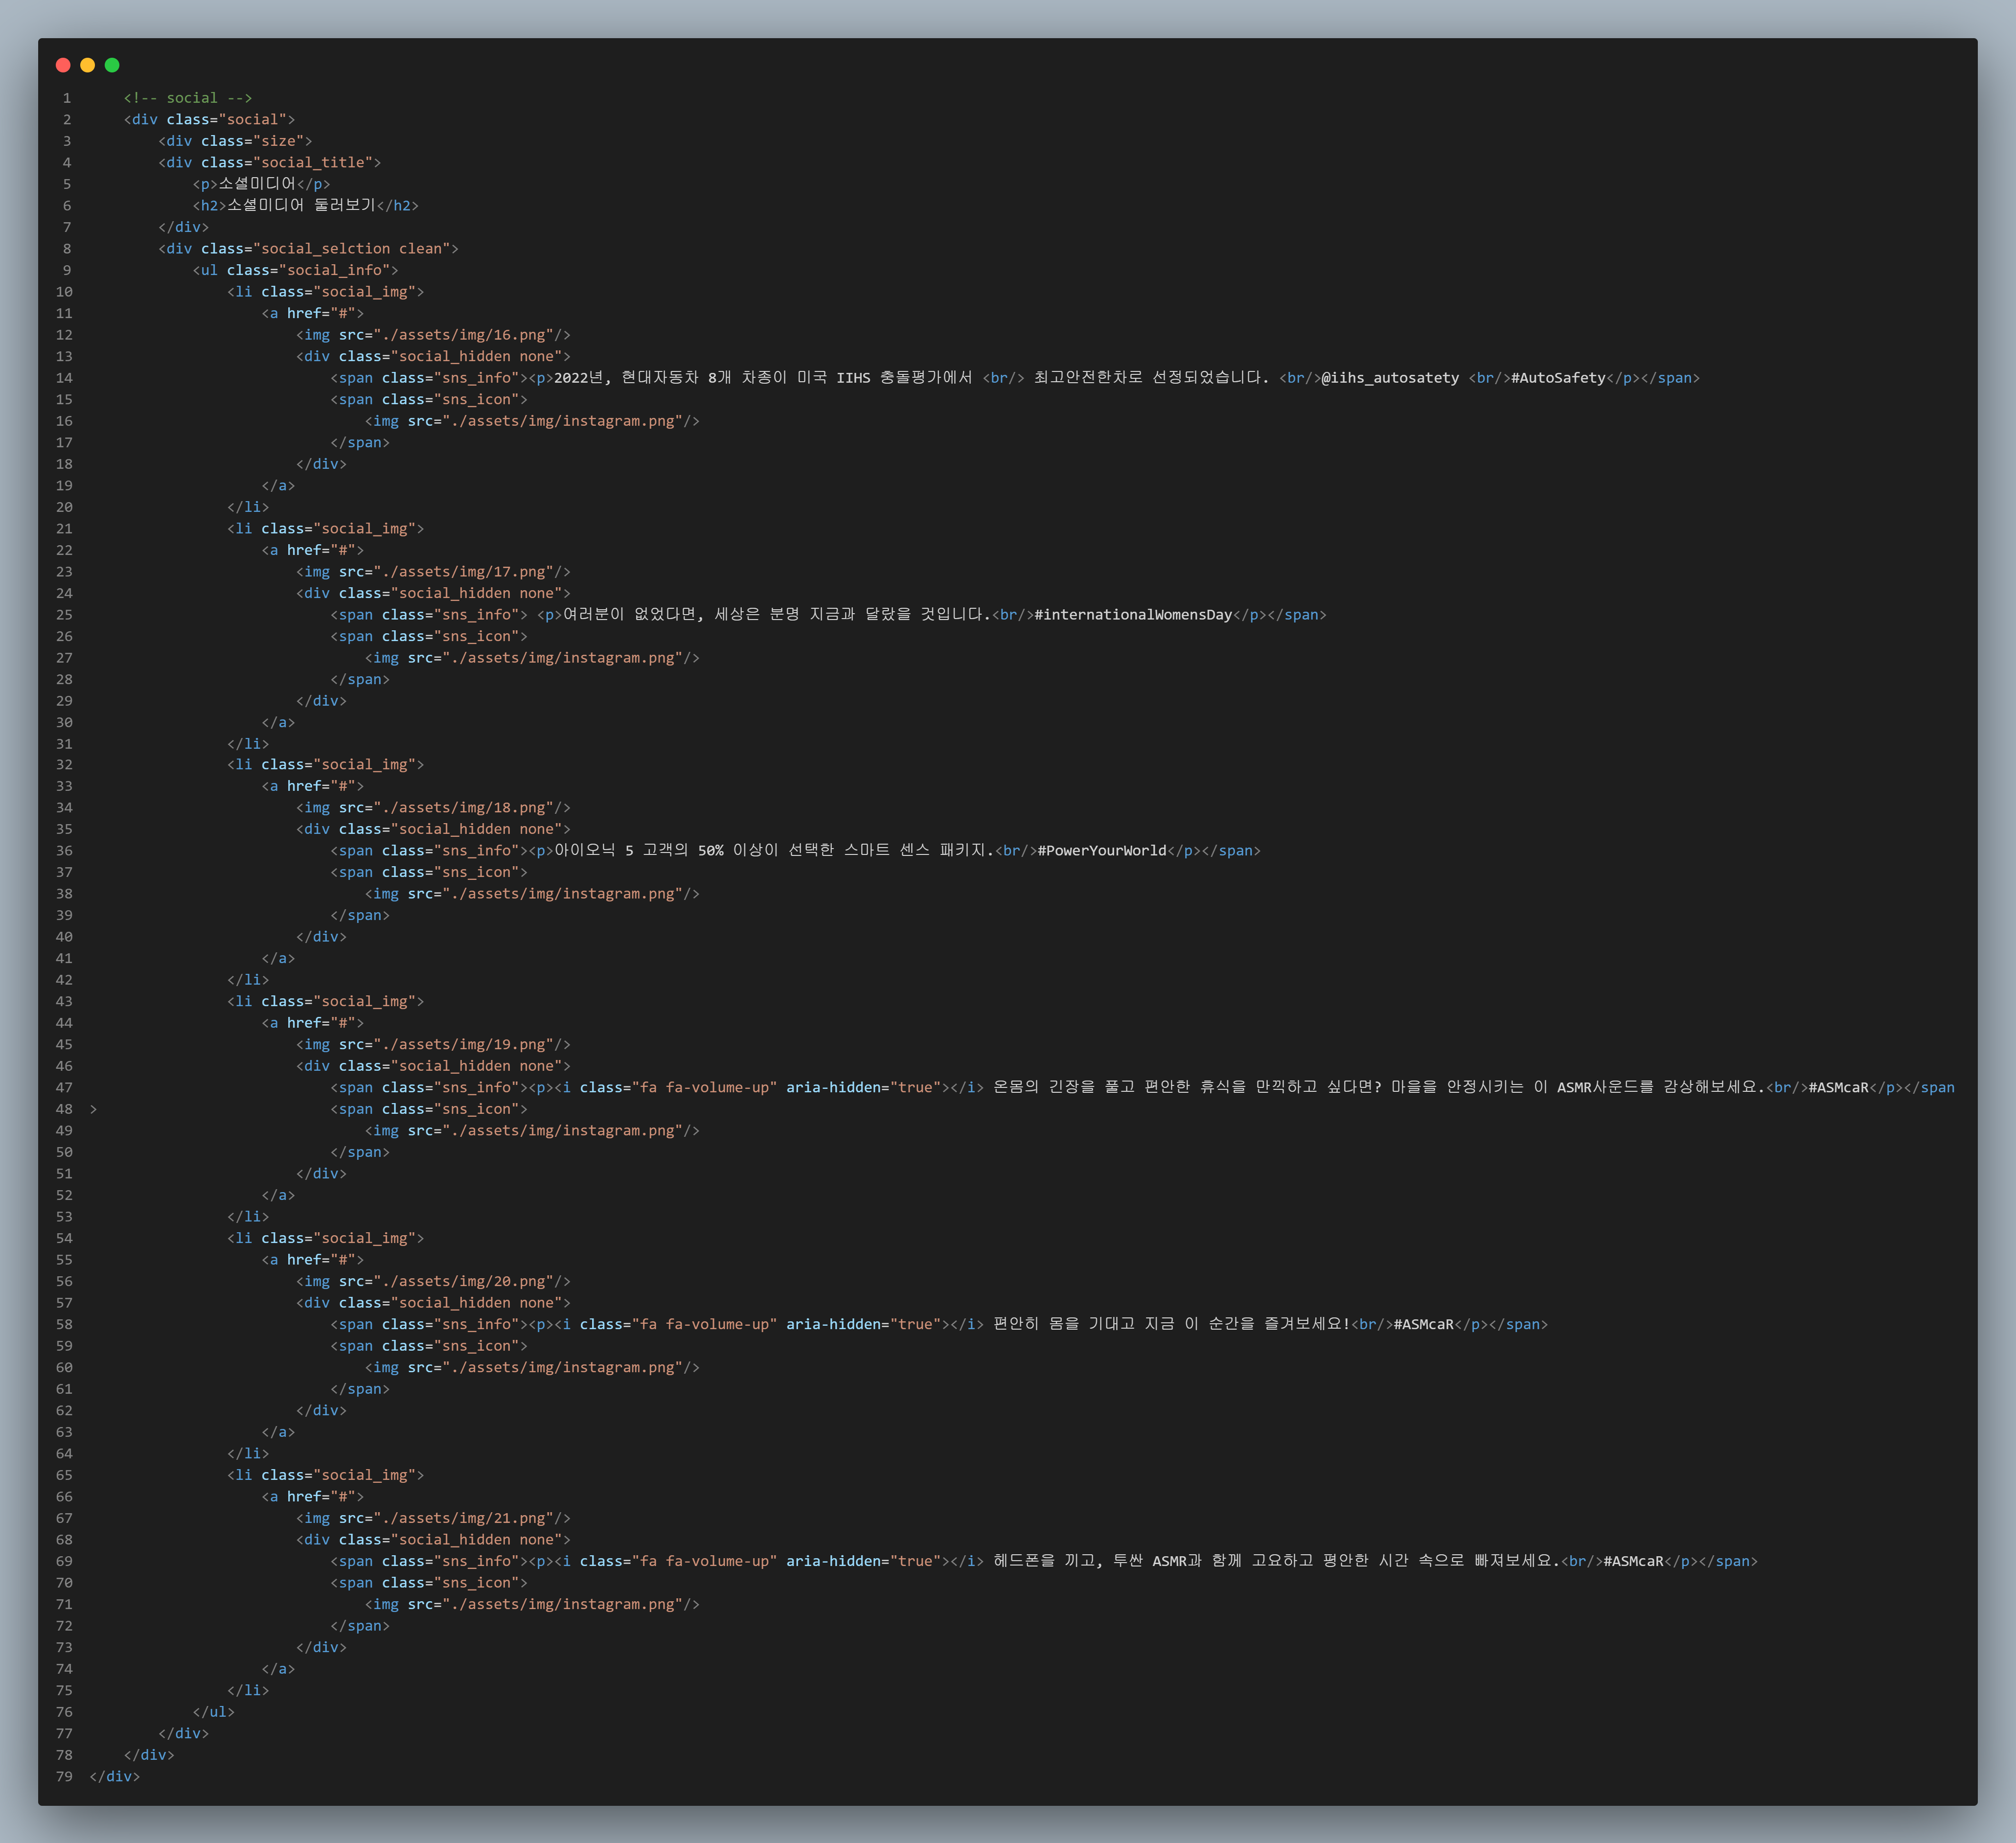 1 <!-- social -->
2 <div class="social">
3 <div class="size">
4 <div class="social_title">
5 <p>소셜미디어</p>
6 <h2>소셜미디어 둘러보기</h2>
7 </div>
8 <div class="social_selction clean">
9 <ul class="social_info">
10 <li class="social_img">
11 <a href="#">
12 <img src="./assets/img/16.png"/>
13 <div class="social_hidden none">
14 <span class="sns_info"><p>2022년, 현대자동차 8개 차종이 미국 IIHS 충돌평가에서 <br/> 최고안전한차로 선정되었습니다. <br/>@iihs_autosatety <br/>#AutoSafety</p></span>
15 <span class="sns_icon">
16 <img src="./assets/img/instagram.png"/>
17 </span>
18 </div>
19 </a>
20 </li>
21 <li class="social_img">
22 <a href="#">
23 <img src="./assets/img/17.png"/>
24 <div class="social_hidden none">
25 <span class="sns_info"> <p>여러분이 없었다면, 세상은 분명 지금과 달랐을 것입니다.<br/>#internationalWomensDay</p></span>
26 <span class="sns_icon">
27 <img src="./assets/img/instagram.png"/>
28 </span>
29 </div>
30 </a>
31 </li>
32 <li class="social_img">
33 <a href="#">
34 <img src="./assets/img/18.png"/>
35 <div class="social_hidden none">
36 <span class="sns_info"><p>아이오닉 5 고객의 50% 이상이 선택한 스마트 센스 패키지.<br/>#PowerYourWorld</p></span>
37 <span class="sns_icon">
38 <img src="./assets/img/instagram.png"/>
39 </span>
40 </div>
41 </a>
42 </li>
43 <li class="social_img">
44 <a href="#">
45 <img src="./assets/img/19.png"/>
46 <div class="social_hidden none">
47 <span class="sns_info"><p><i class="fa fa-volume-up" aria-hidden="true"></i> 온몸의 긴장을 풀고 편안한 휴식을 만끽하고 싶다면? 마을을 안정시키는 이 ASMR사운드를 감상해보세요.<br/>#ASMcaR</p></span
48 > <span class="sns_icon">
49 <img src="./assets/img/instagram.png"/>
50 </span>
51 </div>
52 </a>
53 </li>
54 <li class="social_img">
55 <a href="#">
56 <img src="./assets/img/20.png"/>
57 <div class="social_hidden none">
58 <span class="sns_info"><p><i class="fa fa-volume-up" aria-hidden="true"></i> 편안히 몸을 기대고 지금 이 순간을 즐겨보세요!<br/>#ASMcaR</p></span>
59 <span class="sns_icon">
60 <img src="./assets/img/instagram.png"/>
61 </span>
62 </div>
63 </a>
64 </li>
65 <li class="social_img">
66 <a href="#">
67 <img src="./assets/img/21.png"/>
68 <div class="social_hidden none">
69 <span class="sns_info"><p><i class="fa fa-volume-up" aria-hidden="true"></i> 헤드폰을 끼고, 투싼 ASMR과 함께 고요하고 평안한 시간 속으로 빠져보세요.<br/>#ASMcaR</p></span>
70 <span class="sns_icon">
71 <img src="./assets/img/instagram.png"/>
72 </span>
73 </div>
74 </a>
75 </li>
76 </ul>
77 </div>
78 </div>
79 </div>